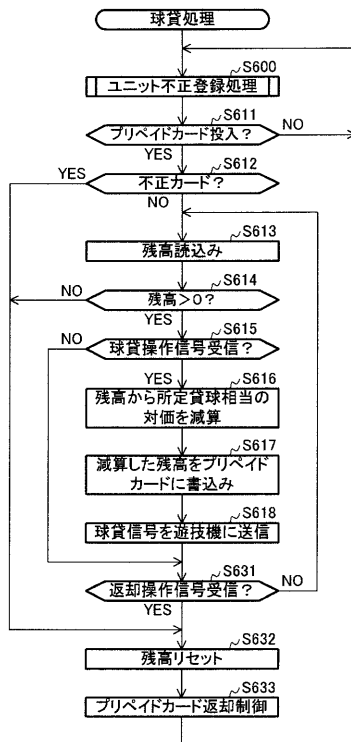 球貸処理
S600
ユニット不正登録処理
S611
プリペイドカード投入?
NO
YES
S612
YES
不正カード?
NO
S613
残高読込み
S614
NO
残高>0?
YES
S615
NO
球貸操作信号受信?
YES
S616
残高から所定貸球相当の
対価を減算
S617
減算した残高をプリペイド
カードに書込み
S618
球貸信号を遊技機に送信
S631
返却操作信号受信?
NO
YES
S632
残高リセット
S633
プリペイドカード返却制御